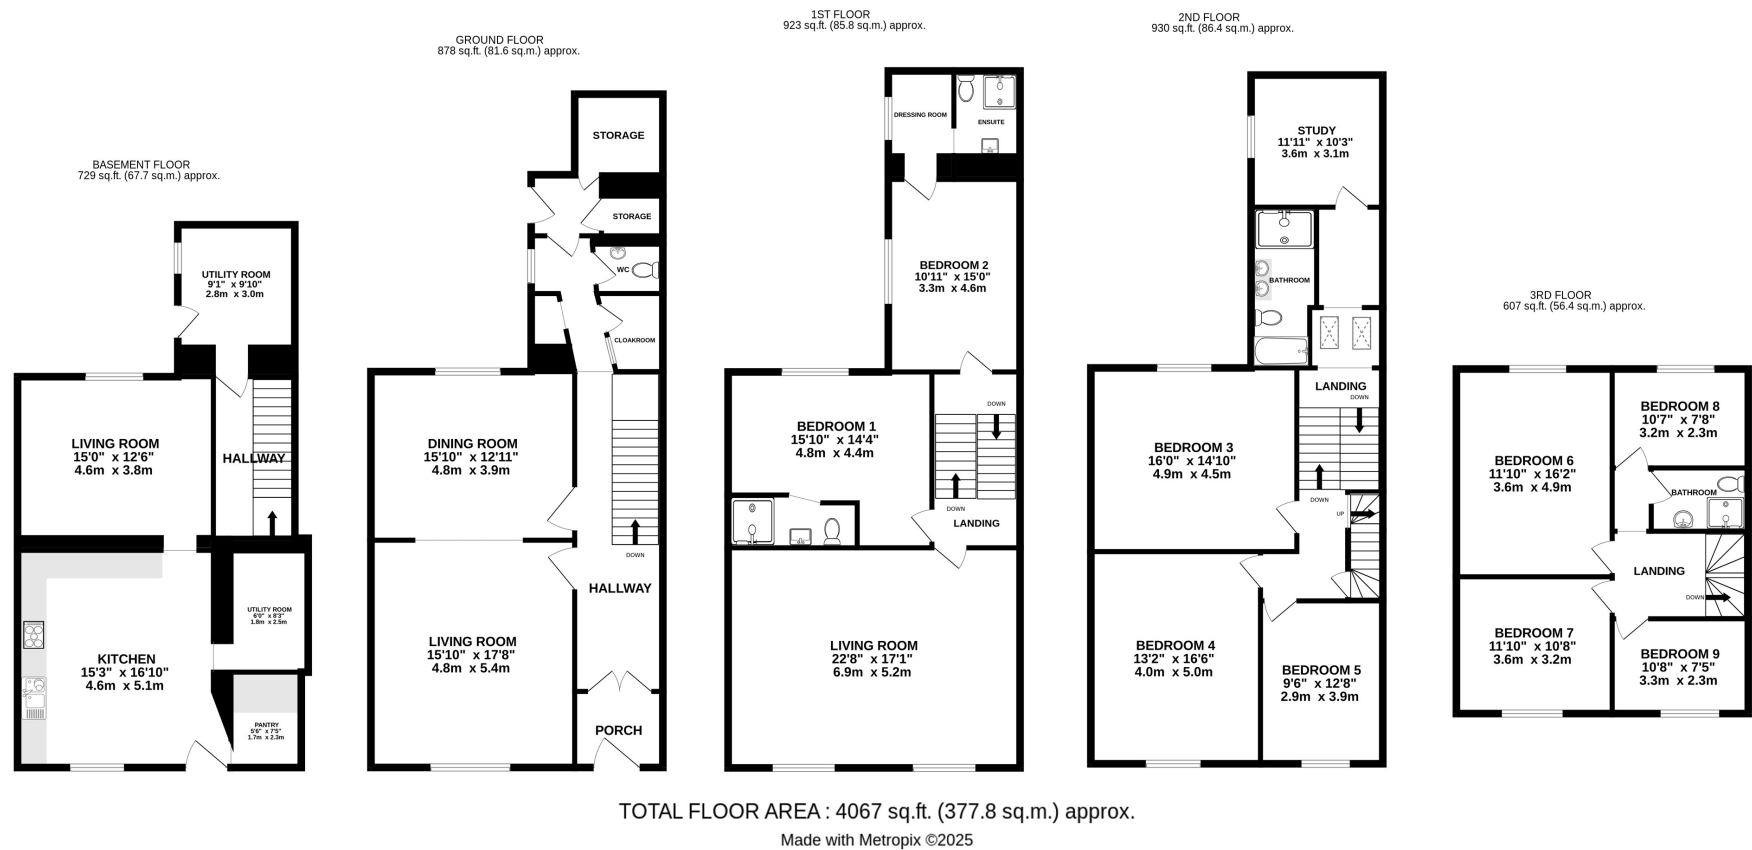 BASEMENT FLOOR
729 sq.ft. (67.7 sq.m.) approx.
UTILITY ROOM
9'1" x 9'10"
2.8m x 3.0m
LIVING ROOM
15'0" x 12'6"
4.6m x 3.8m
HALLWAY
KITCHEN
15'3" x 16'10"
4.6m x 5.1m
UTILITY ROOM
6'0" x 8'3"
1.8m x 2.5m
PANTRY
5'6" x 7'5"
1.7m x 2.3m
GROUND FLOOR
878 sq.ft. (81.6 sq.m.) approx.
STORAGE
STORAGE
WC
CLOAKROOM
DINING ROOM
15'10" x 12'11"
4.8m x 3.9m
DOWN
HALLWAY
LIVING ROOM
15'10" x 17'8"
4.8m x 5.4m
PORCH
1ST FLOOR
923 sq.ft. (85.8 sq.m.) approx.
DRESSING ROOM
ENSUITE
BEDROOM 2
10'11" x 15'0"
3.3m x 4.6m
DOWN
BEDROOM 1
15'10" x 14'4"
4.8m x 4.4m
DOWN
LANDING
LIVING ROOM
22'8" x 17'1"
6.9m x 5.2m
2ND FLOOR
930 sq.ft. (86.4 sq.m.) approx.
STUDY
11'11" x 10'3"
3.6m x 3.1m
BATHROOM
LANDING
DOWN
BEDROOM 3
16'0" x 14'10"
4.9m x 4.5m
DOWN
UP
BEDROOM 4
13'2" x 16'6"
4.0m x 5.0m
BEDROOM 5
9'6" x 12'8"
2.9m x 3.9m
3RD FLOOR
607 sq.ft. (56.4 sq.m.) approx.
BEDROOM 8
10'7" x 7'8"
3.2m x 2.3m
BEDROOM 6
11'10" x 16'2"
3.6m x 4.9m
BATHROOM
LANDING
DOWN
BEDROOM 7
11'10" x 10'8"
3.6m x 3.2m
BEDROOM 9
10'8" x 7'5"
3.3m x 2.3m
TOTAL FLOOR AREA : 4067 sq.ft. (377.8 sq.m.) approx.
Made with Metropix ©2025